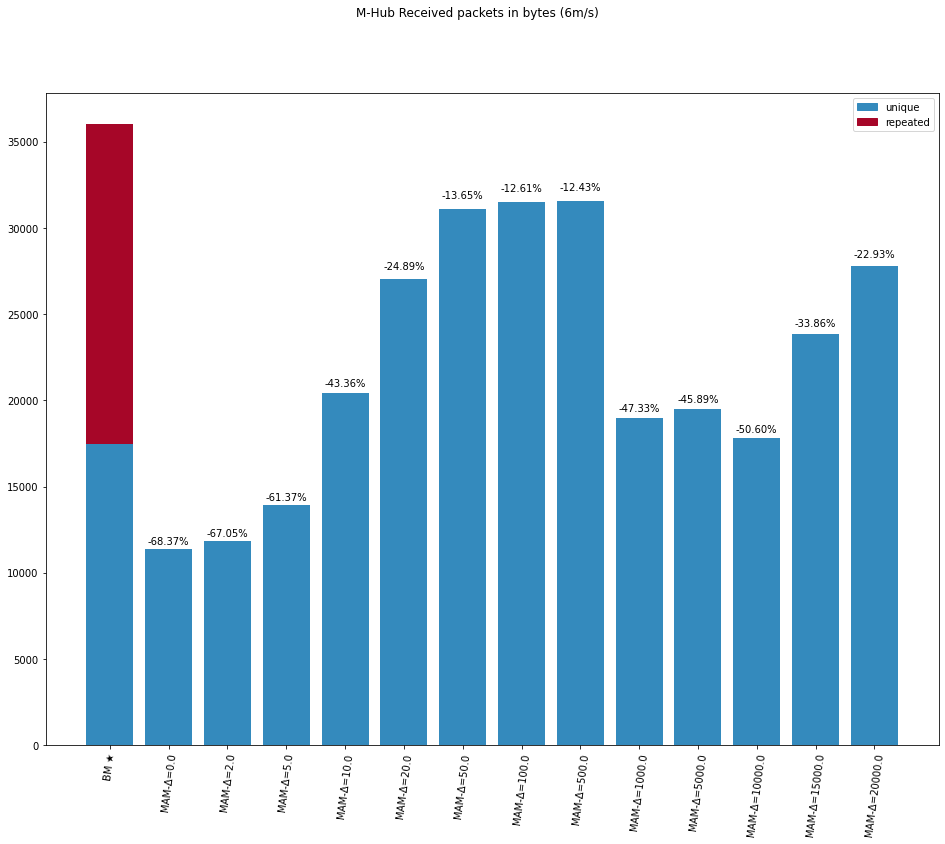 M-Hub Received packets in bytes (6m/s)
unique
repeated
35000
30000
25000
20000
15000
10000
5000
0
-68.37%
-67.05%
-61.37%
-43.36%
-24.89%
-13.65%
-12.61%
-12.43%
-47.33%
-45.89%
-50.60%
-33.86%
-22.93%
BM ★
MAM-Δ=0.0
MAM-Δ=2.0
MAM-Δ=5.0
MAM-Δ=10.0
MAM-Δ=20.0
MAM-Δ=50.0
MAM-Δ=100.0
MAM-Δ=500.0
MAM-Δ=1000.0
MAM-Δ=5000.0
MAM-Δ=10000.0
MAM-Δ=15000.0
MAM-Δ=20000.0